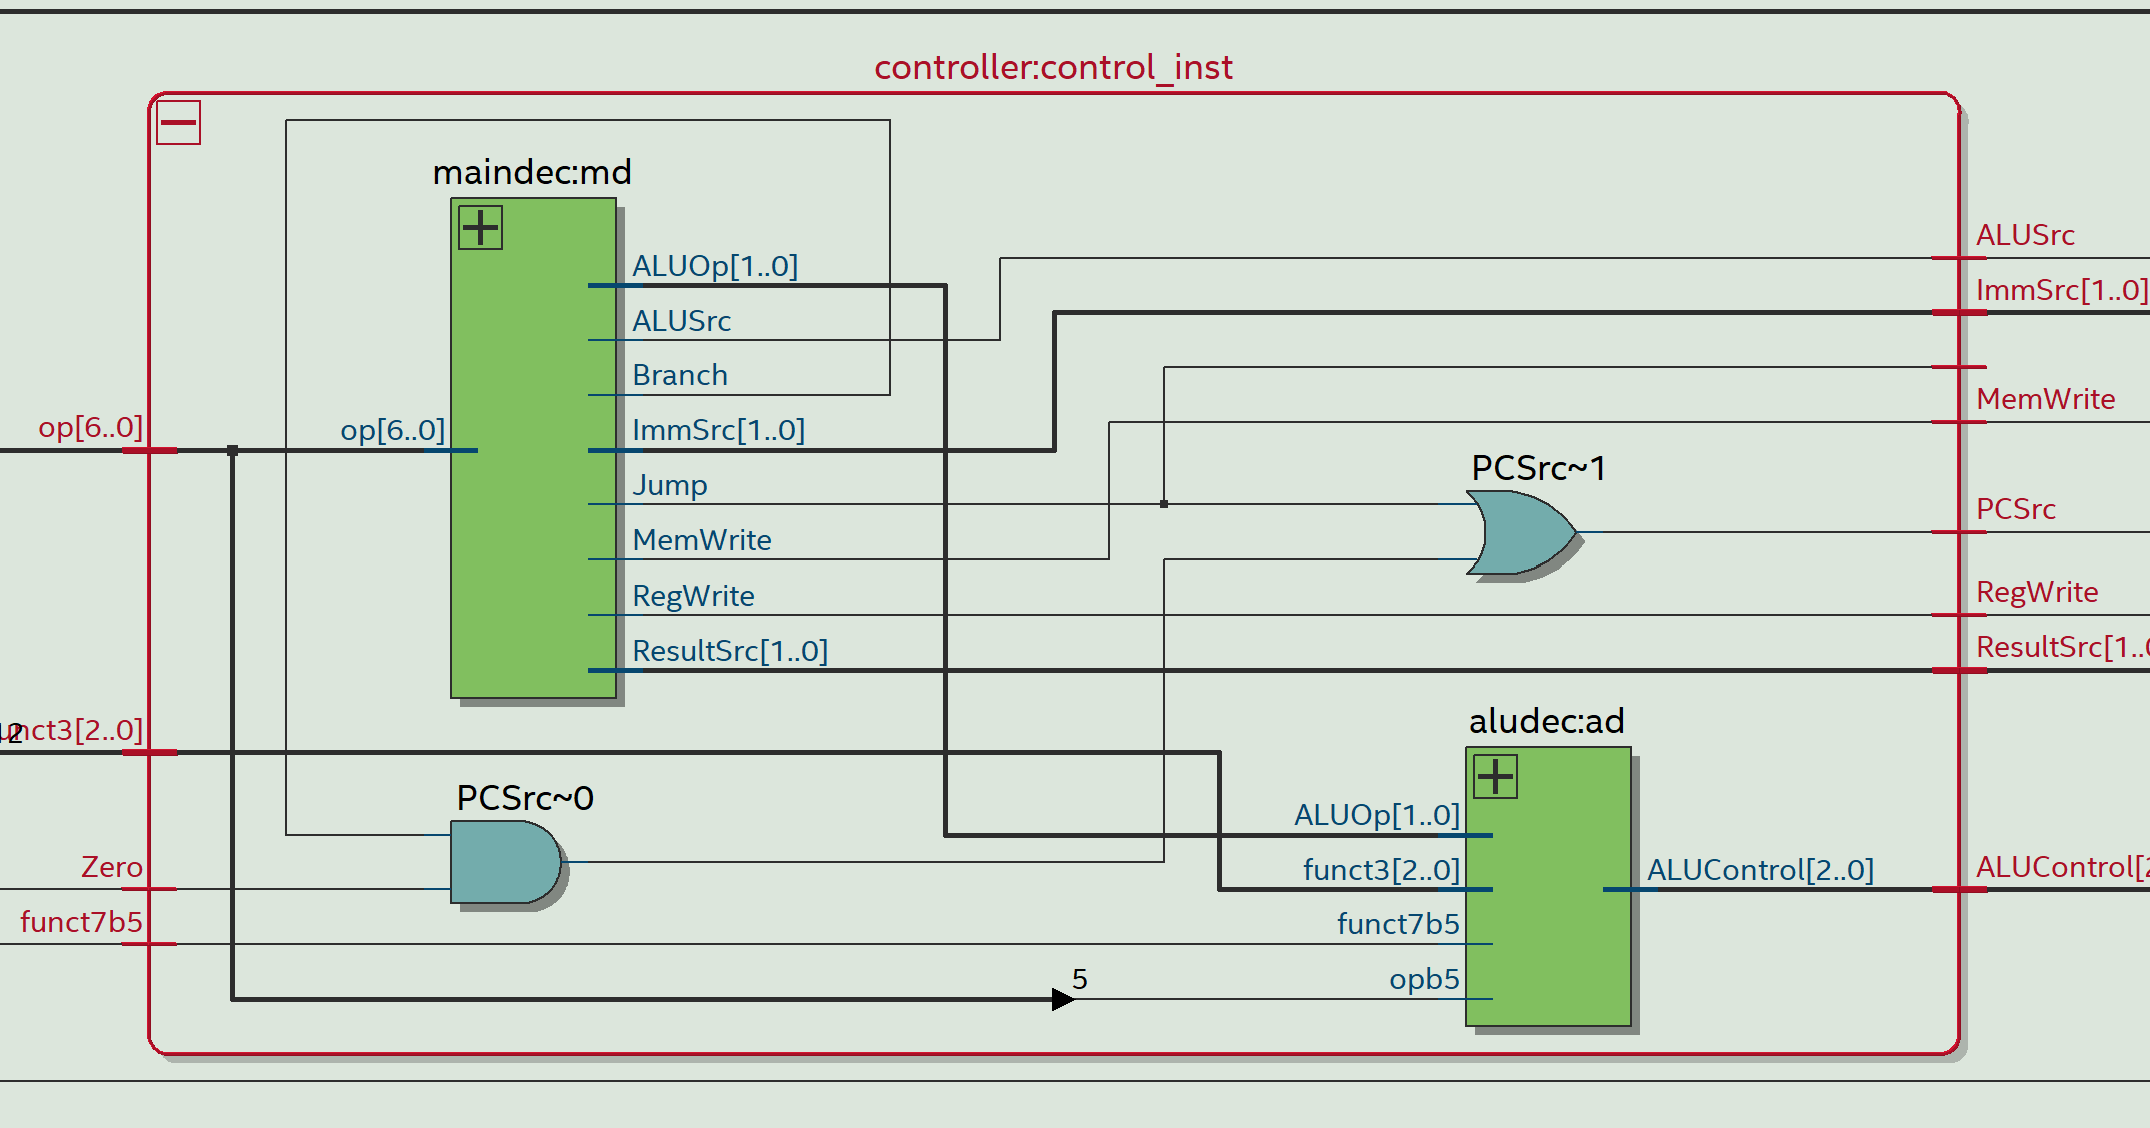 controller:control_inst
maindec:md
ALUOp[1..0]
ALUSrc
Branch
ImmSrc[1..0]
Jump
MemWrite
RegWrite
ResultSrc[1..0]
op[6..0]
op[6..0]
ALUSrc
ImmSrc[1..0]
MemWrite
PCSrc~1
PCSrc
RegWrite
ResultSrc[1..
unct3[2..0]
12
PCSrc~0
Zero
funct7b5
aludec:ad
ALUOp[1..0]
funct3[2..0]
funct7b5
opb5
5
ALUControl[2..0]
ALUControl[2